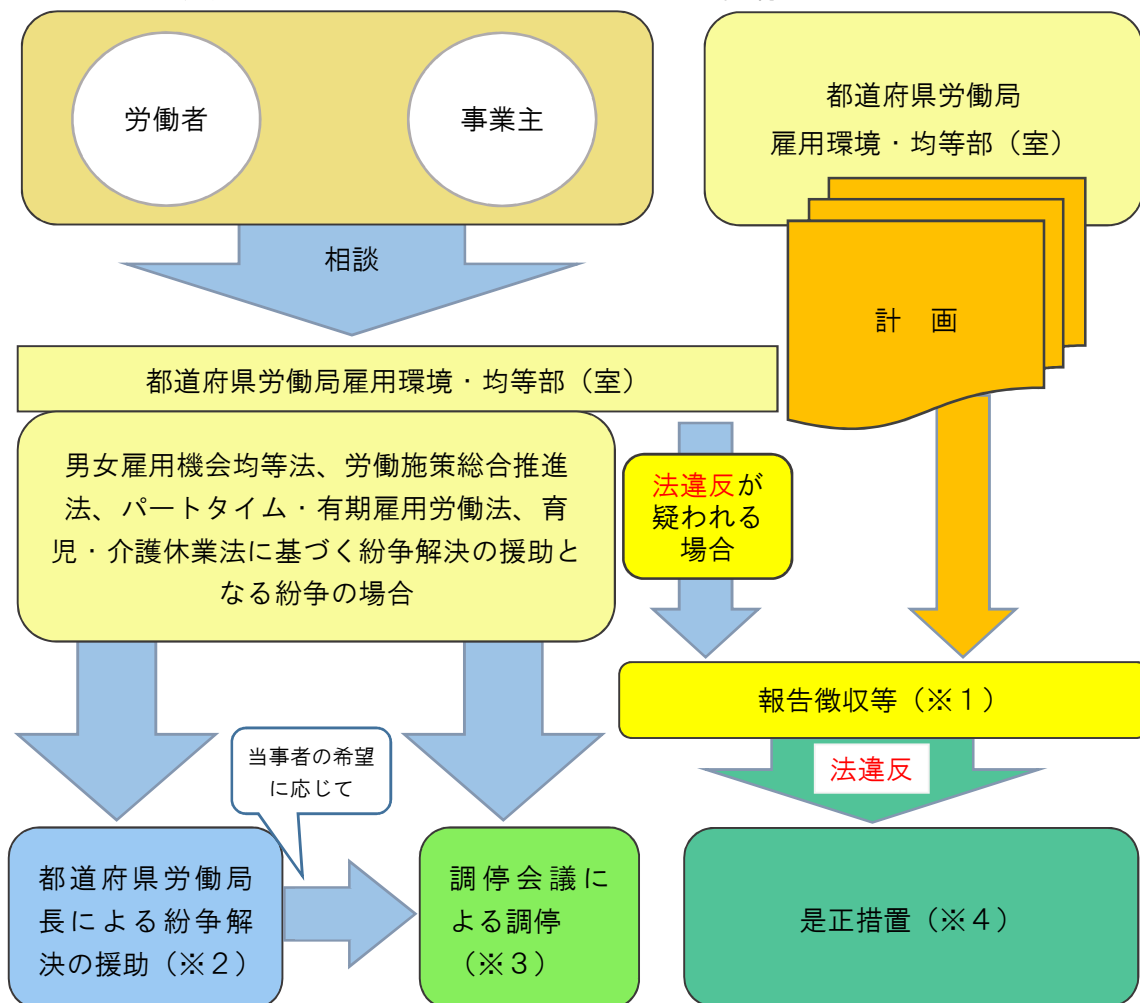 労働者
事業主
都道府県労働局
雇用環境・均等部（室）
相談
計　画
都道府県労働局雇用環境・均等部（室）
男女雇用機会均等法、労働施策総合推進
法、パートタイム・有期雇用労働法、育
児・介護休業法に基づく紛争解決の援助と
なる紛争の場合
法違反が
疑われる
場合
報告徴収等（※１）
当事者の希望
に応じて
法違反
都道府県労働局
長による紛争解
決の援助（※２）
調停会議に
よる調停
（※３）
是正措置（※４）